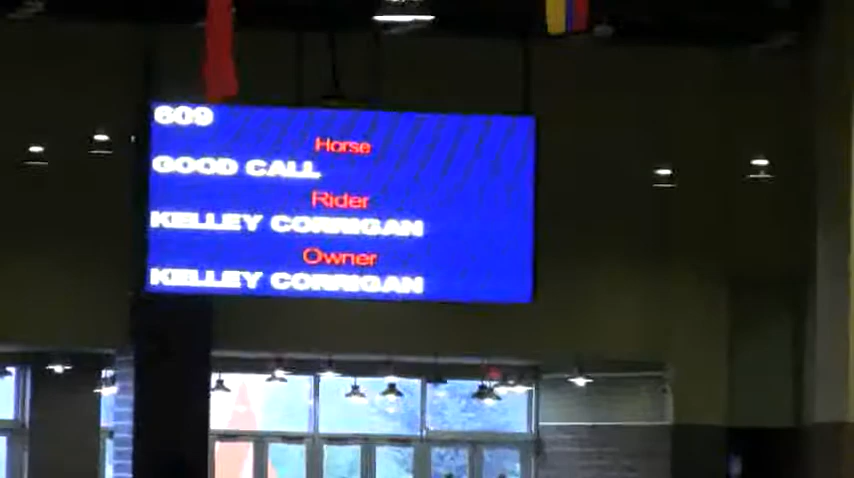 609
Horse
GOOD CALL
Rider
KELLEY CORRIGAN
Owner
KELLEY CORRIGAN